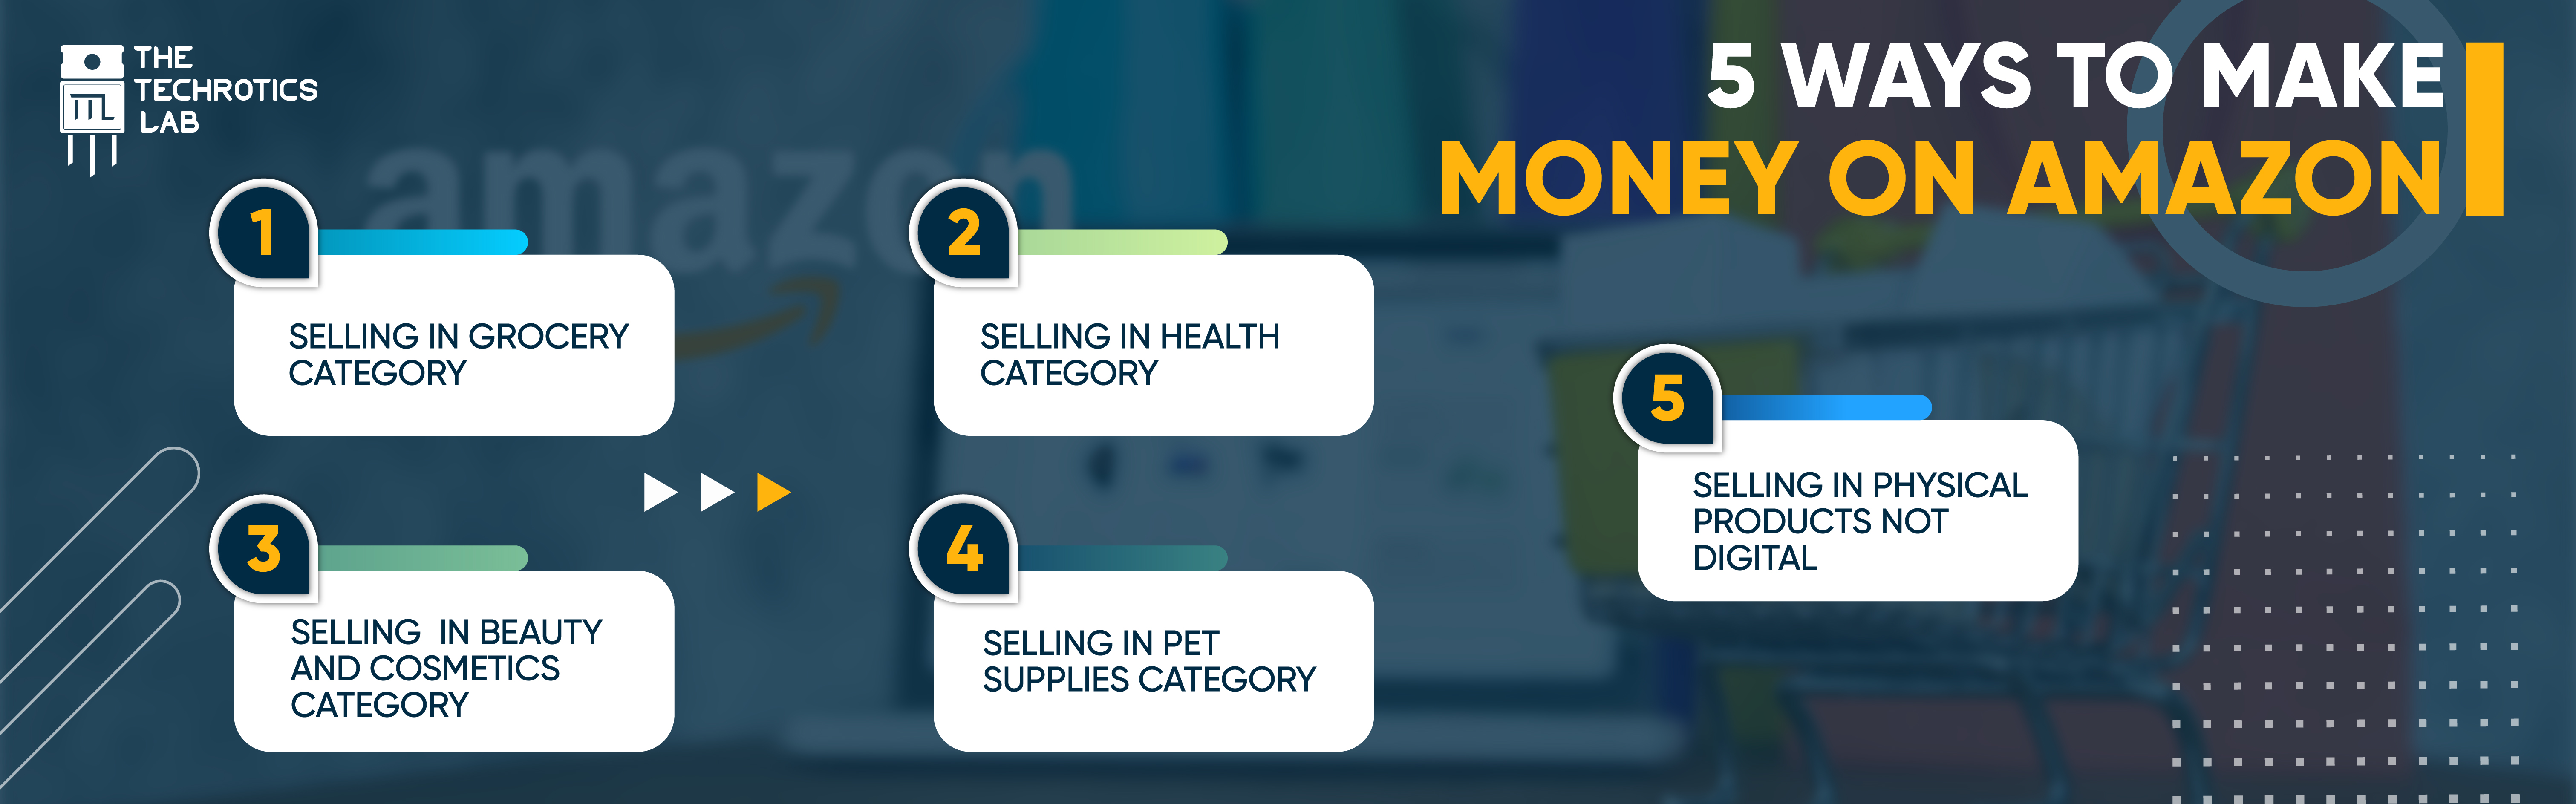 THE
TECHROTICS
LAB
5 WAYS TO MAKE
MONEY ON AMAZON
amazon
1
SELLING IN GROCERY
CATEGORY
2
SELLING IN HEALTH
CATEGORY
3
SELLING IN BEAUTY
AND COSMETICS
CATEGORY
4
SELLING IN PET
SUPPLIES CATEGORY
5
SELLING IN PHYSICAL
PRODUCTS NOT
DIGITAL